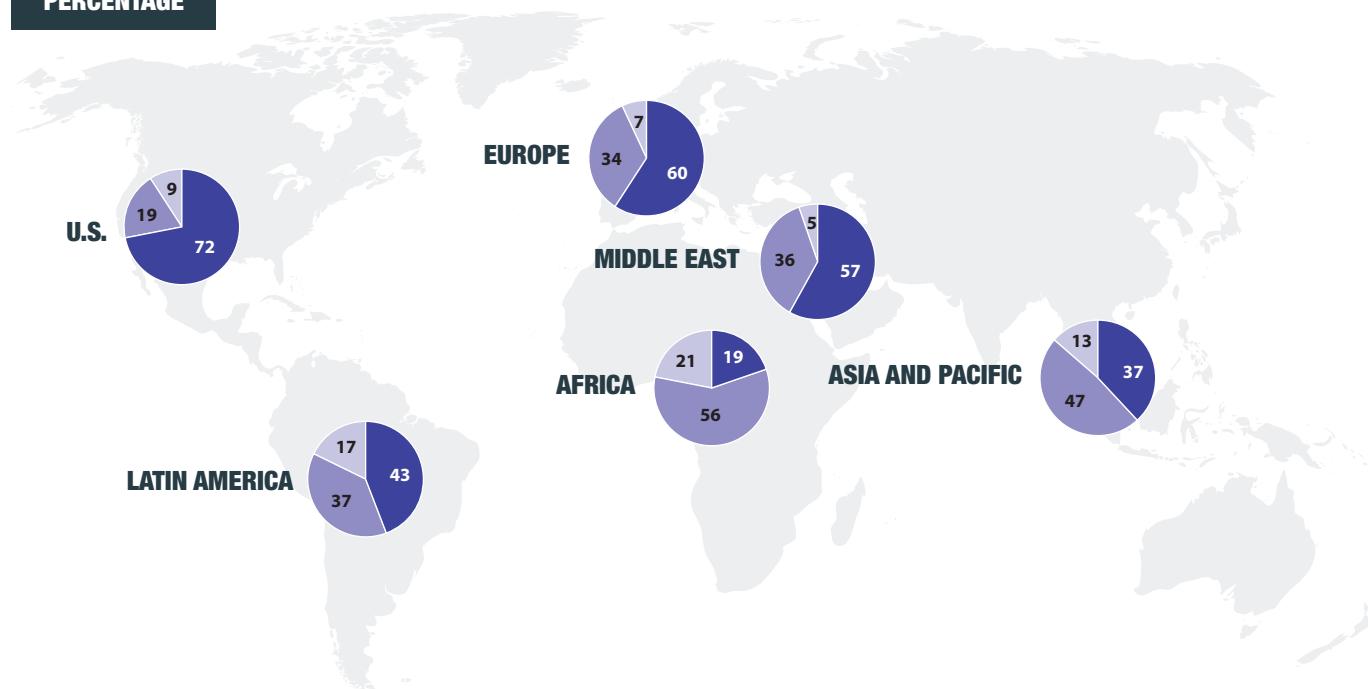 PERCENTAGE
EUROPE
7
34
60
U.S.
9
19
72
MIDDLE EAST
5
36
57
AFRICA
21
19
56
ASIA AND PACIFIC
13
37
47
LATIN AMERICA
17
43
37